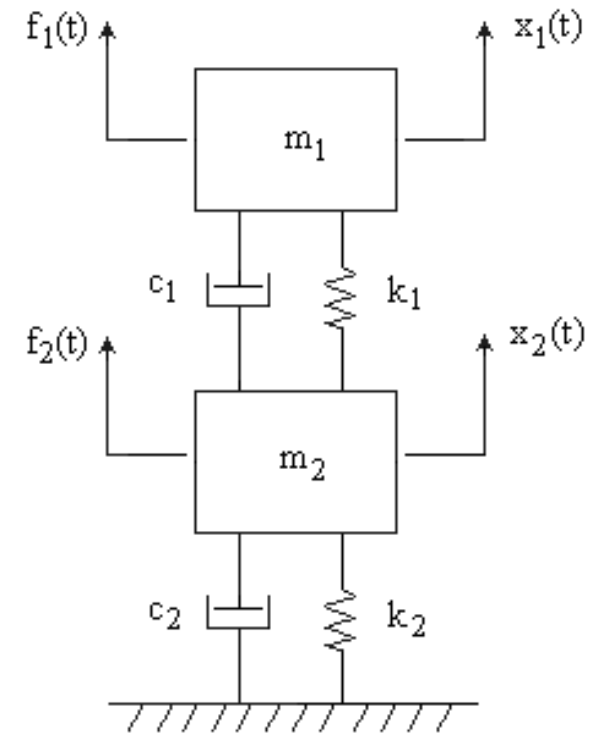 f₁(t)
x₁(t)
m₁
c₁
k₁
f₂(t)
x₂(t)
m₂
c₂
k₂